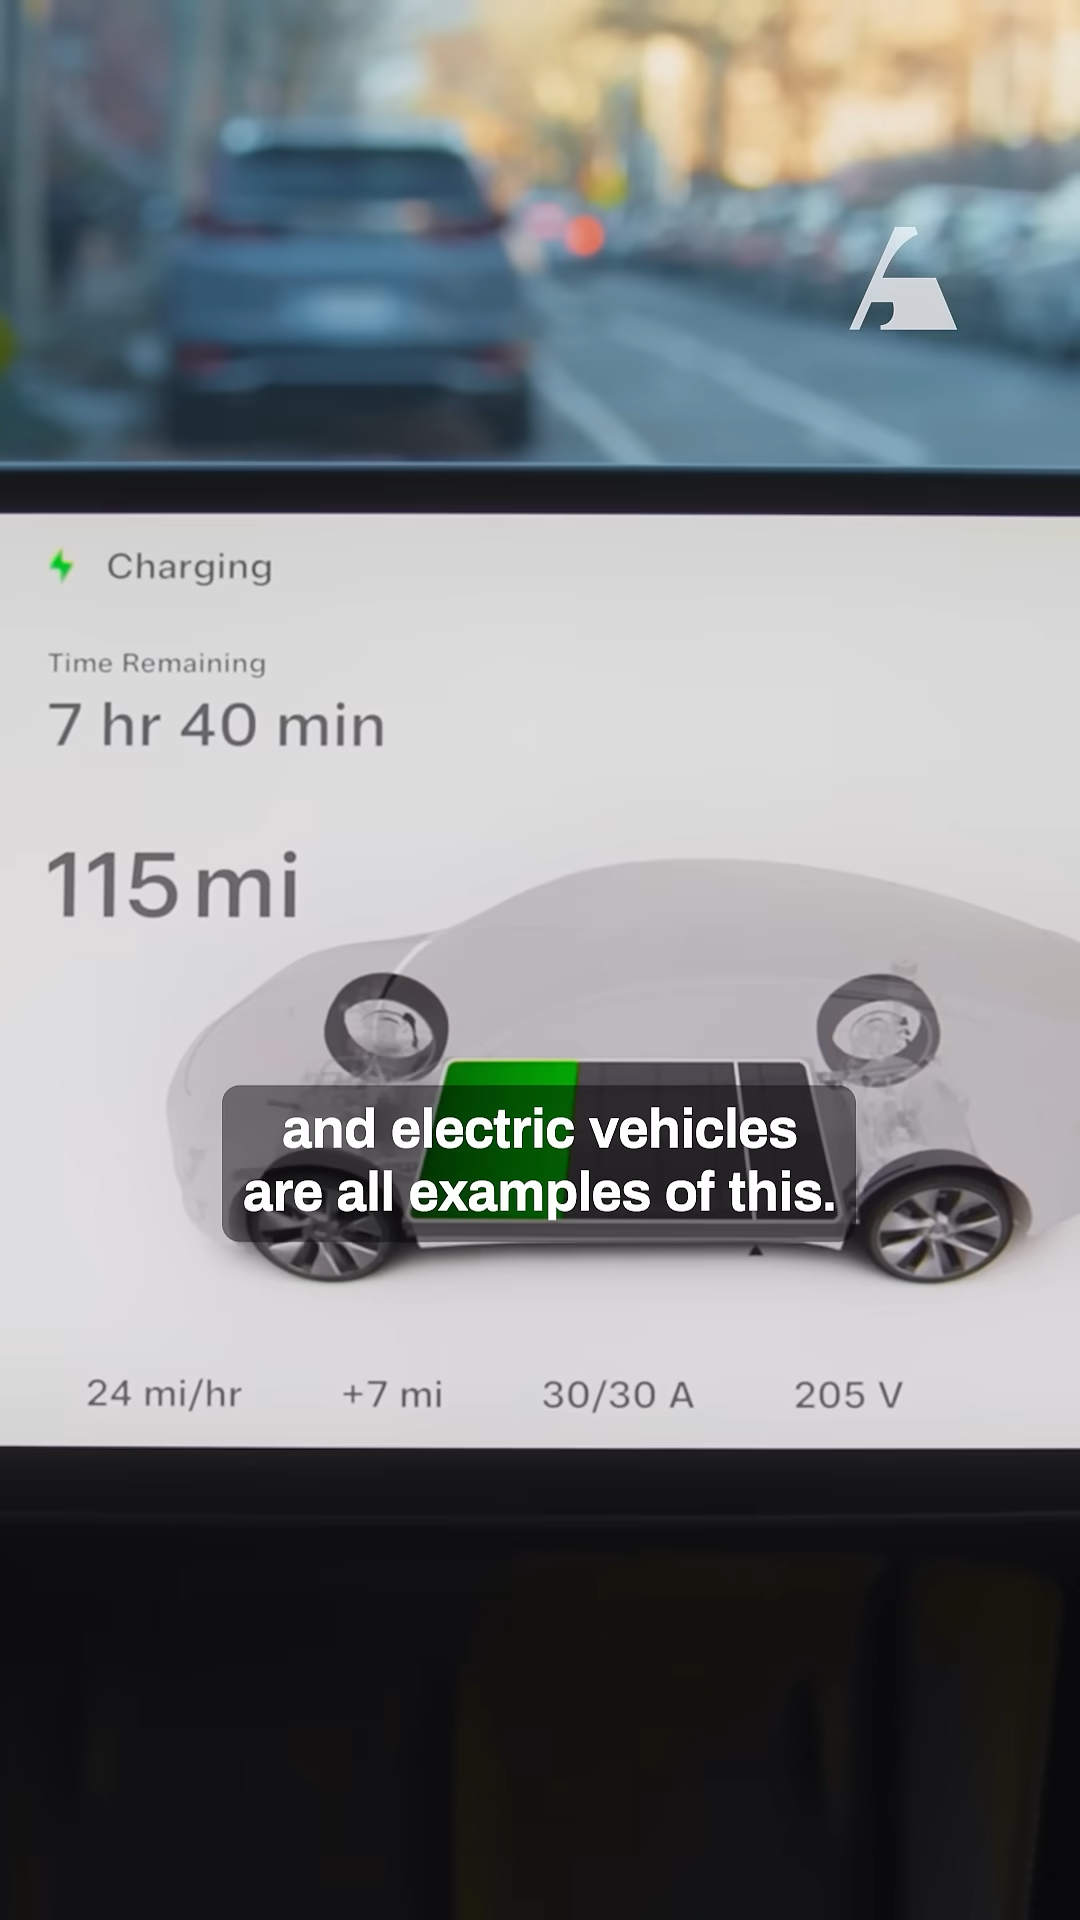 Charging
Time Remaining
7 hr 40 min
115 mi
and electric vehicles
are all examples of this.
24 mi/hr +7 mi 30/30 A 205 V